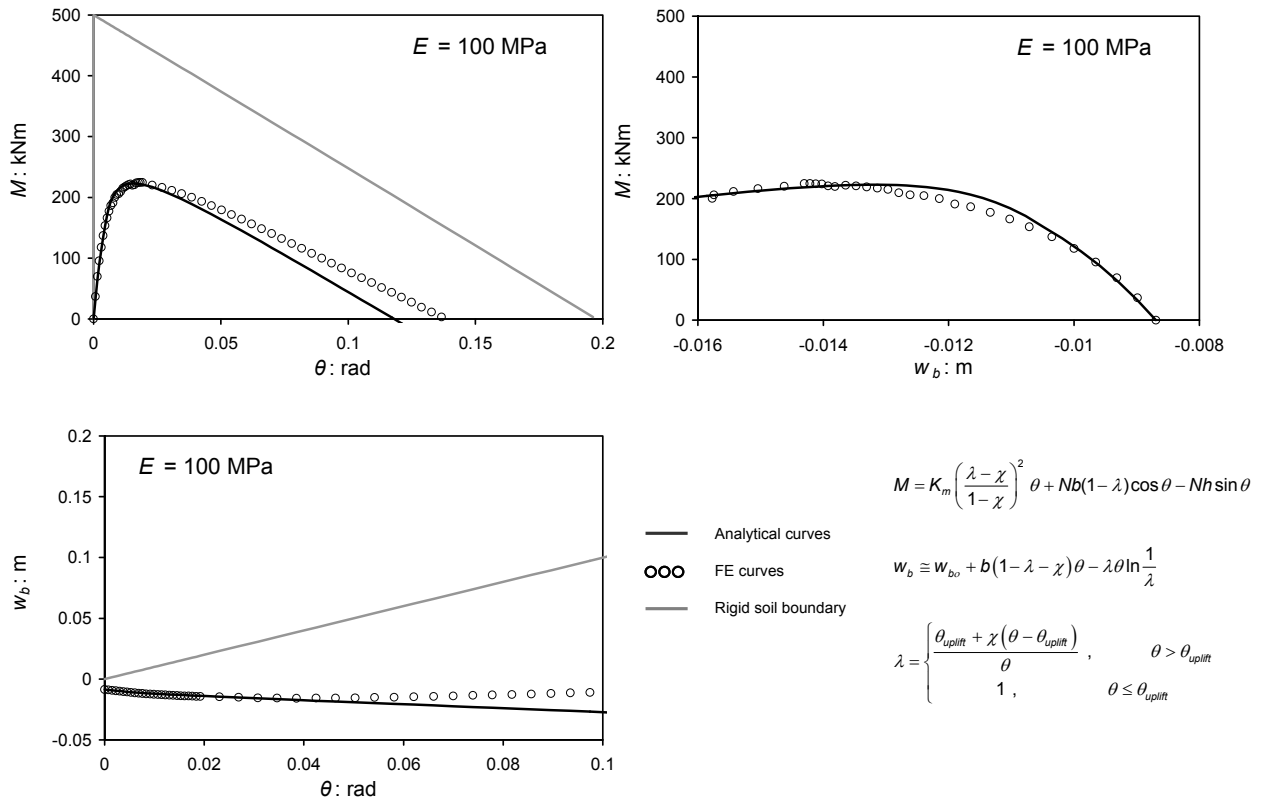 E = 100 MPa
M : kNm
500
400
300
200
100
0
0
0.05
0.1
0.15
0.2
θ : rad
E = 100 MPa
M : kNm
500
400
300
200
100
0
-0.016
-0.014
-0.012
-0.01
-0.008
w_b : m
E = 100 MPa
w_b : m
0.2
0.15
0.1
0.05
0
-0.05
0
0.02
0.04
0.06
0.08
0.1
θ : rad
Analytical curves
FE curves
Rigid soil boundary
M = K_m ((λ − χ)/(1 − χ))² θ + Nb(1 − λ)cos θ − Nh sin θ
w_b ≅ w_bo + b(1 − λ − χ)θ − λθ ln 1/λ
λ = { (θ_uplift + χ(θ − θ_uplift))/θ , θ > θ_uplift
1 , θ ≤ θ_uplift